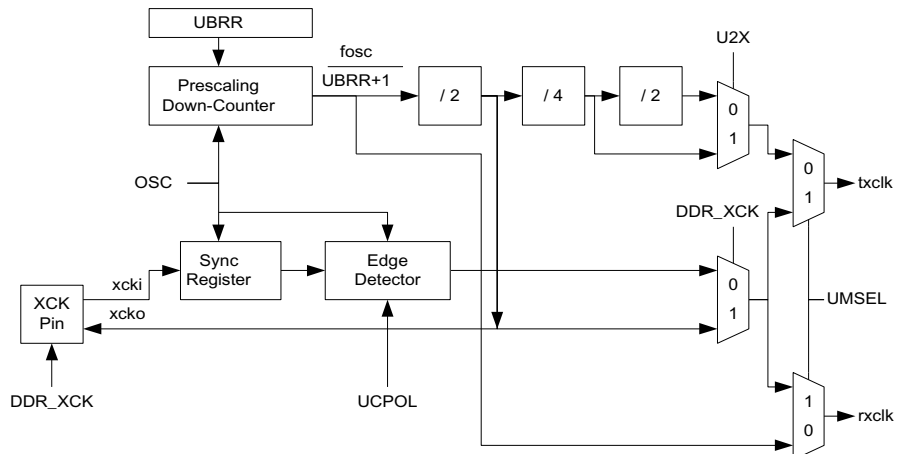 UBRR
fosc
UBRR+1
Prescaling
Down-Counter
/ 2
/ 4
/ 2
U2X
0
1
OSC
0
1
txclk
DDR_XCK
Sync
Register
Edge
Detector
0
1
UMSEL
xcki
XCK
Pin
xcko
DDR_XCK
UCPOL
1
0
rxclk